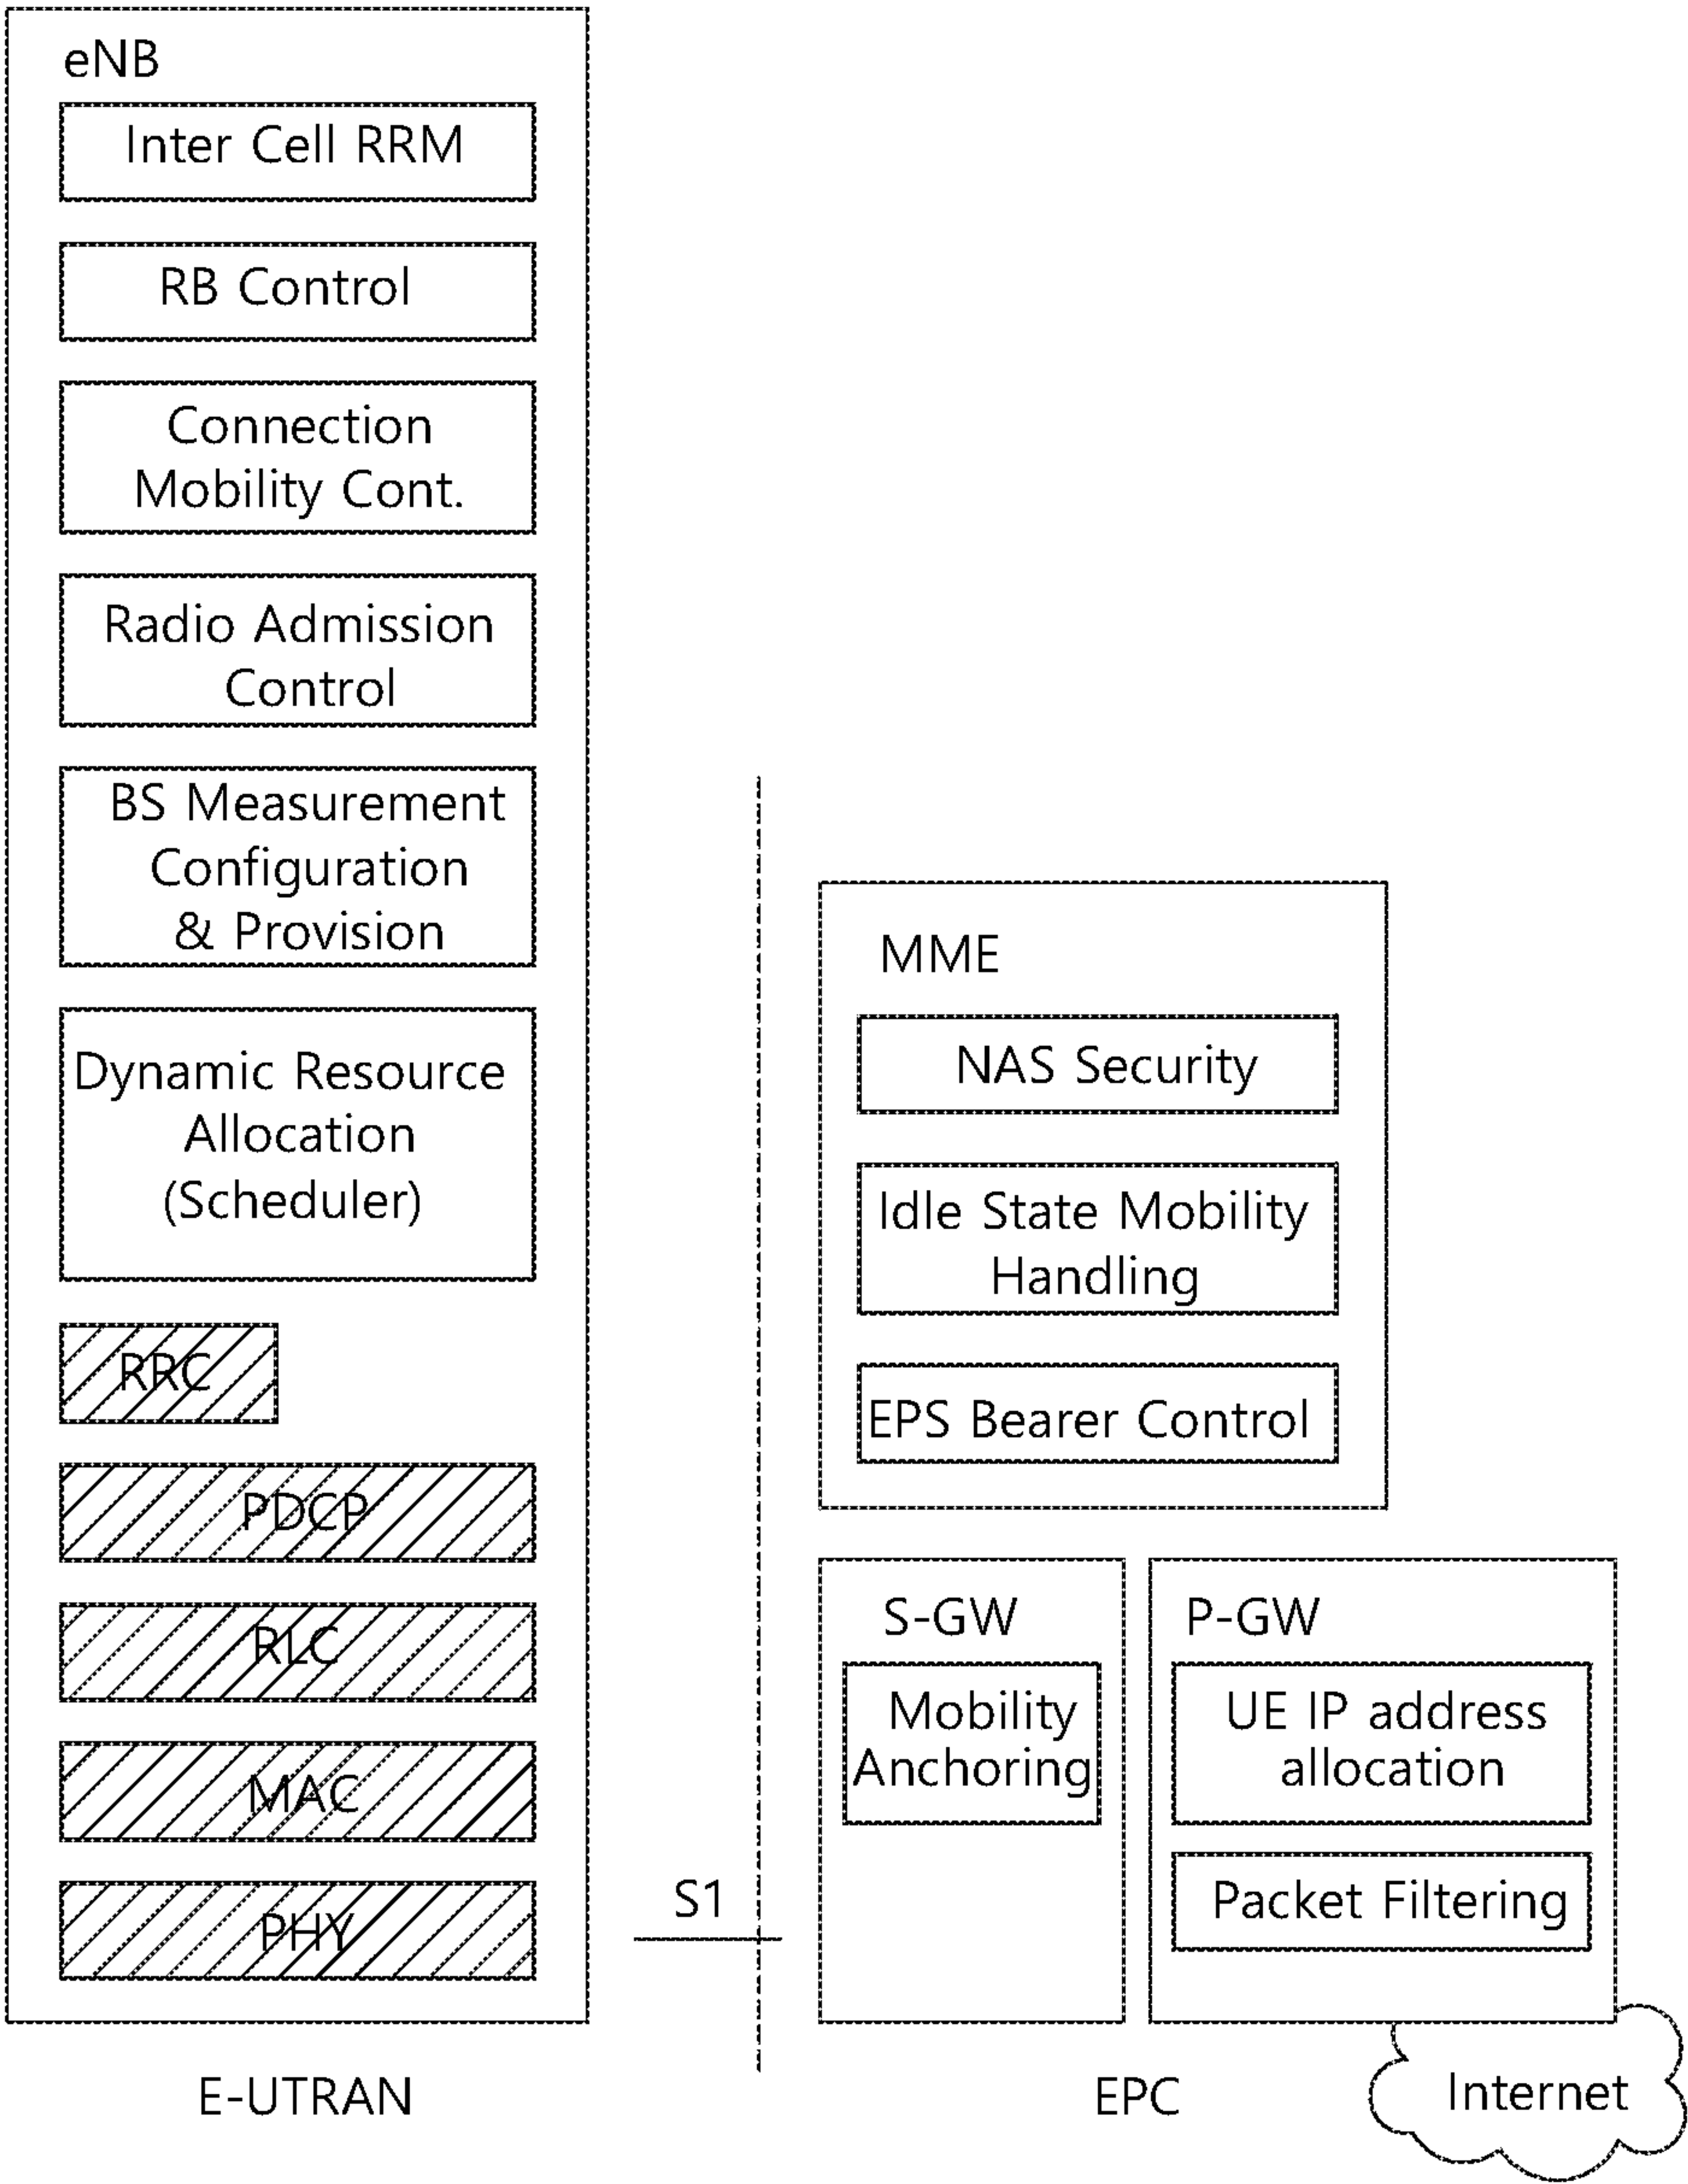 eNB
Inter Cell RRM
RB Control
Connection
Mobility Cont.
Radio Admission
Control
BS Measurement
Configuration
& Provision
Dynamic Resource
Allocation
(Scheduler)
RRC
PDCP
RLC
MAC
PHY
E-UTRAN
S1
MME
NAS Security
Idle State Mobility
Handling
EPS Bearer Control
S-GW
Mobility
Anchoring
P-GW
UE IP address
allocation
Packet Filtering
EPC
Internet